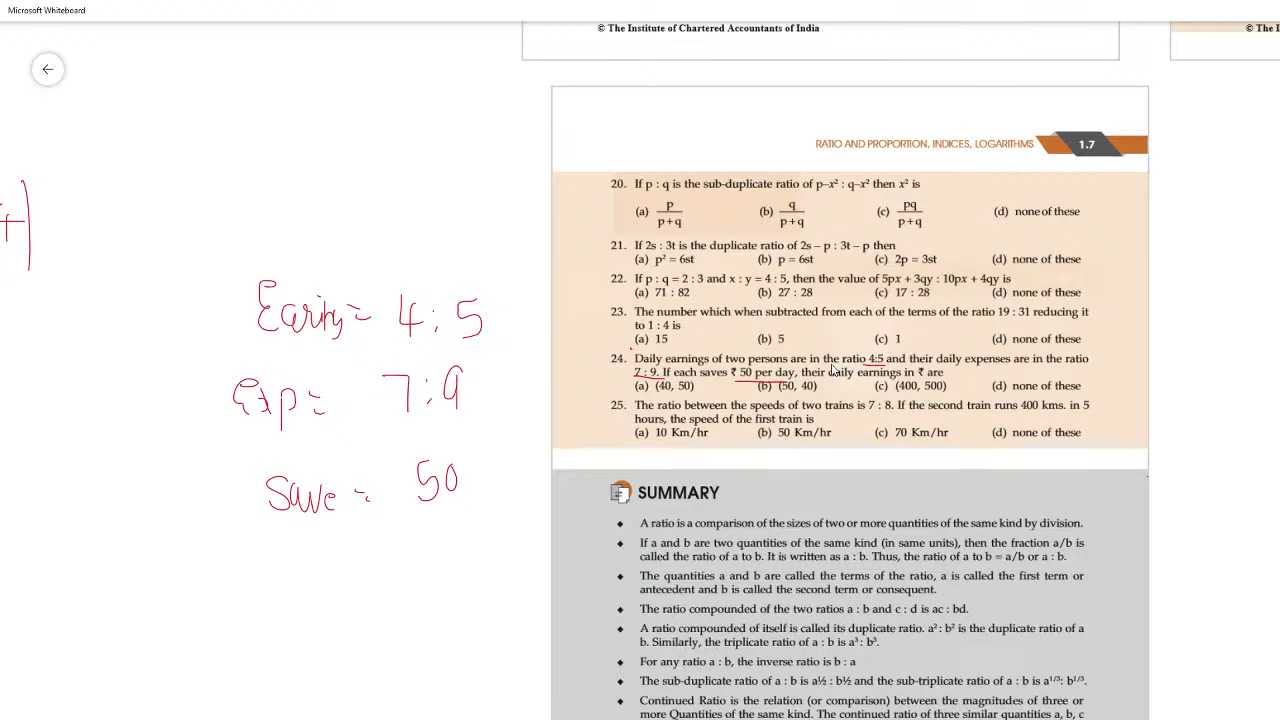 Microsoft Whiteboard
© The Institute of Chartered Accountants of India
© The I
RATIO AND PROPORTION, INDICES, LOGARITHMS 1.7
20. If p : q is the sub-duplicate ratio of p–x² : q–x² then x² is
(a) p/p+q (b) q/p+q (c) pq/p+q (d) none of these
21. If 2s : 3t is the duplicate ratio of 2s – p : 3t – p then
(a) p² = 6st (b) p = 6st (c) 2p = 3st (d) none of these
22. If p : q = 2 : 3 and x : y = 4 : 5, then the value of 5px + 3qy : 10px + 4qy is
(a) 71 : 82 (b) 27 : 28 (c) 17 : 28 (d) none of these
23. The number which when subtracted from each of the terms of the ratio 19 : 31 reducing it
to 1 : 4 is
(a) 15 (b) 5 (c) 1 (d) none of these
24. Daily earnings of two persons are in the ratio 4:5 and their daily expenses are in the ratio
7 : 9. If each saves ₹ 50 per day, their daily earnings in ₹ are
(a) (40, 50) (b) (50, 40) (c) (400, 500) (d) none of these
25. The ratio between the speeds of two trains is 7 : 8. If the second train runs 400 kms. in 5
hours, the speed of the first train is
(a) 10 Km/hr (b) 50 Km/hr (c) 70 Km/hr (d) none of these
= 4 : 5
Exp = 7 : 9
Save = 50
SUMMARY
♦ A ratio is a comparison of the sizes of two or more quantities of the same kind by division.
♦ If a and b are two quantities of the same kind (in same units), then the fraction a/b is
called the ratio of a to b. It is written as a : b. Thus, the ratio of a to b = a/b or a : b.
♦ The quantities a and b are called the terms of the ratio, a is called the first term or
antecedent and b is called the second term or consequent.
♦ The ratio compounded of the two ratios a : b and c : d is ac : bd.
♦ A ratio compounded of itself is called its duplicate ratio. a² : b² is the duplicate ratio of a
b. Similarly, the triplicate ratio of a : b is a³ : b³.
♦ For any ratio a : b, the inverse ratio is b : a
♦ The sub-duplicate ratio of a : b is a½ : b½ and the sub-triplicate ratio of a : b is a¹/³: b¹/³.
♦ Continued Ratio is the relation (or comparison) between the magnitudes of three or
more Quantities of the same kind. The continued ratio of three similar quantities a, b, c